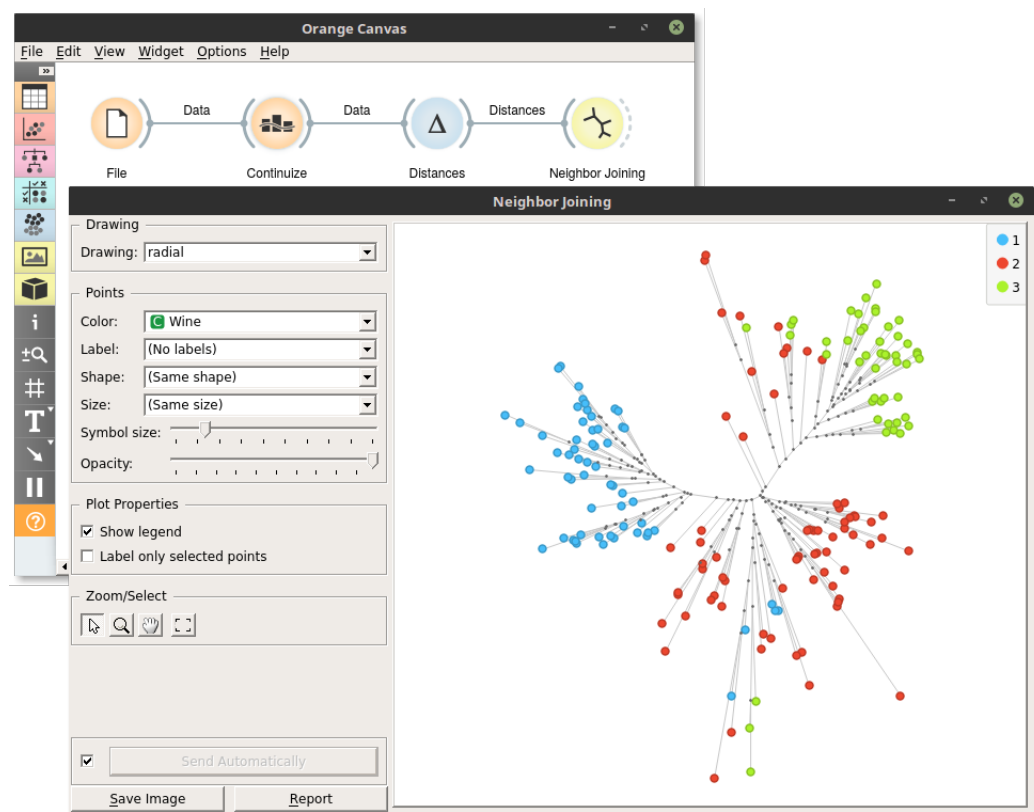 Orange Canvas
File Edit View Widget Options Help
Data Data Distances
File Continuize Distances Neighbor Joining
Neighbor Joining
Drawing
Drawing: radial
Points
Color: C Wine
Label: (No labels)
Shape: (Same shape)
Size: (Same size)
Symbol size:
Opacity:
Plot Properties
Show legend
Label only selected points
Zoom/Select
Send Automatically
Save Image Report
1
2
3